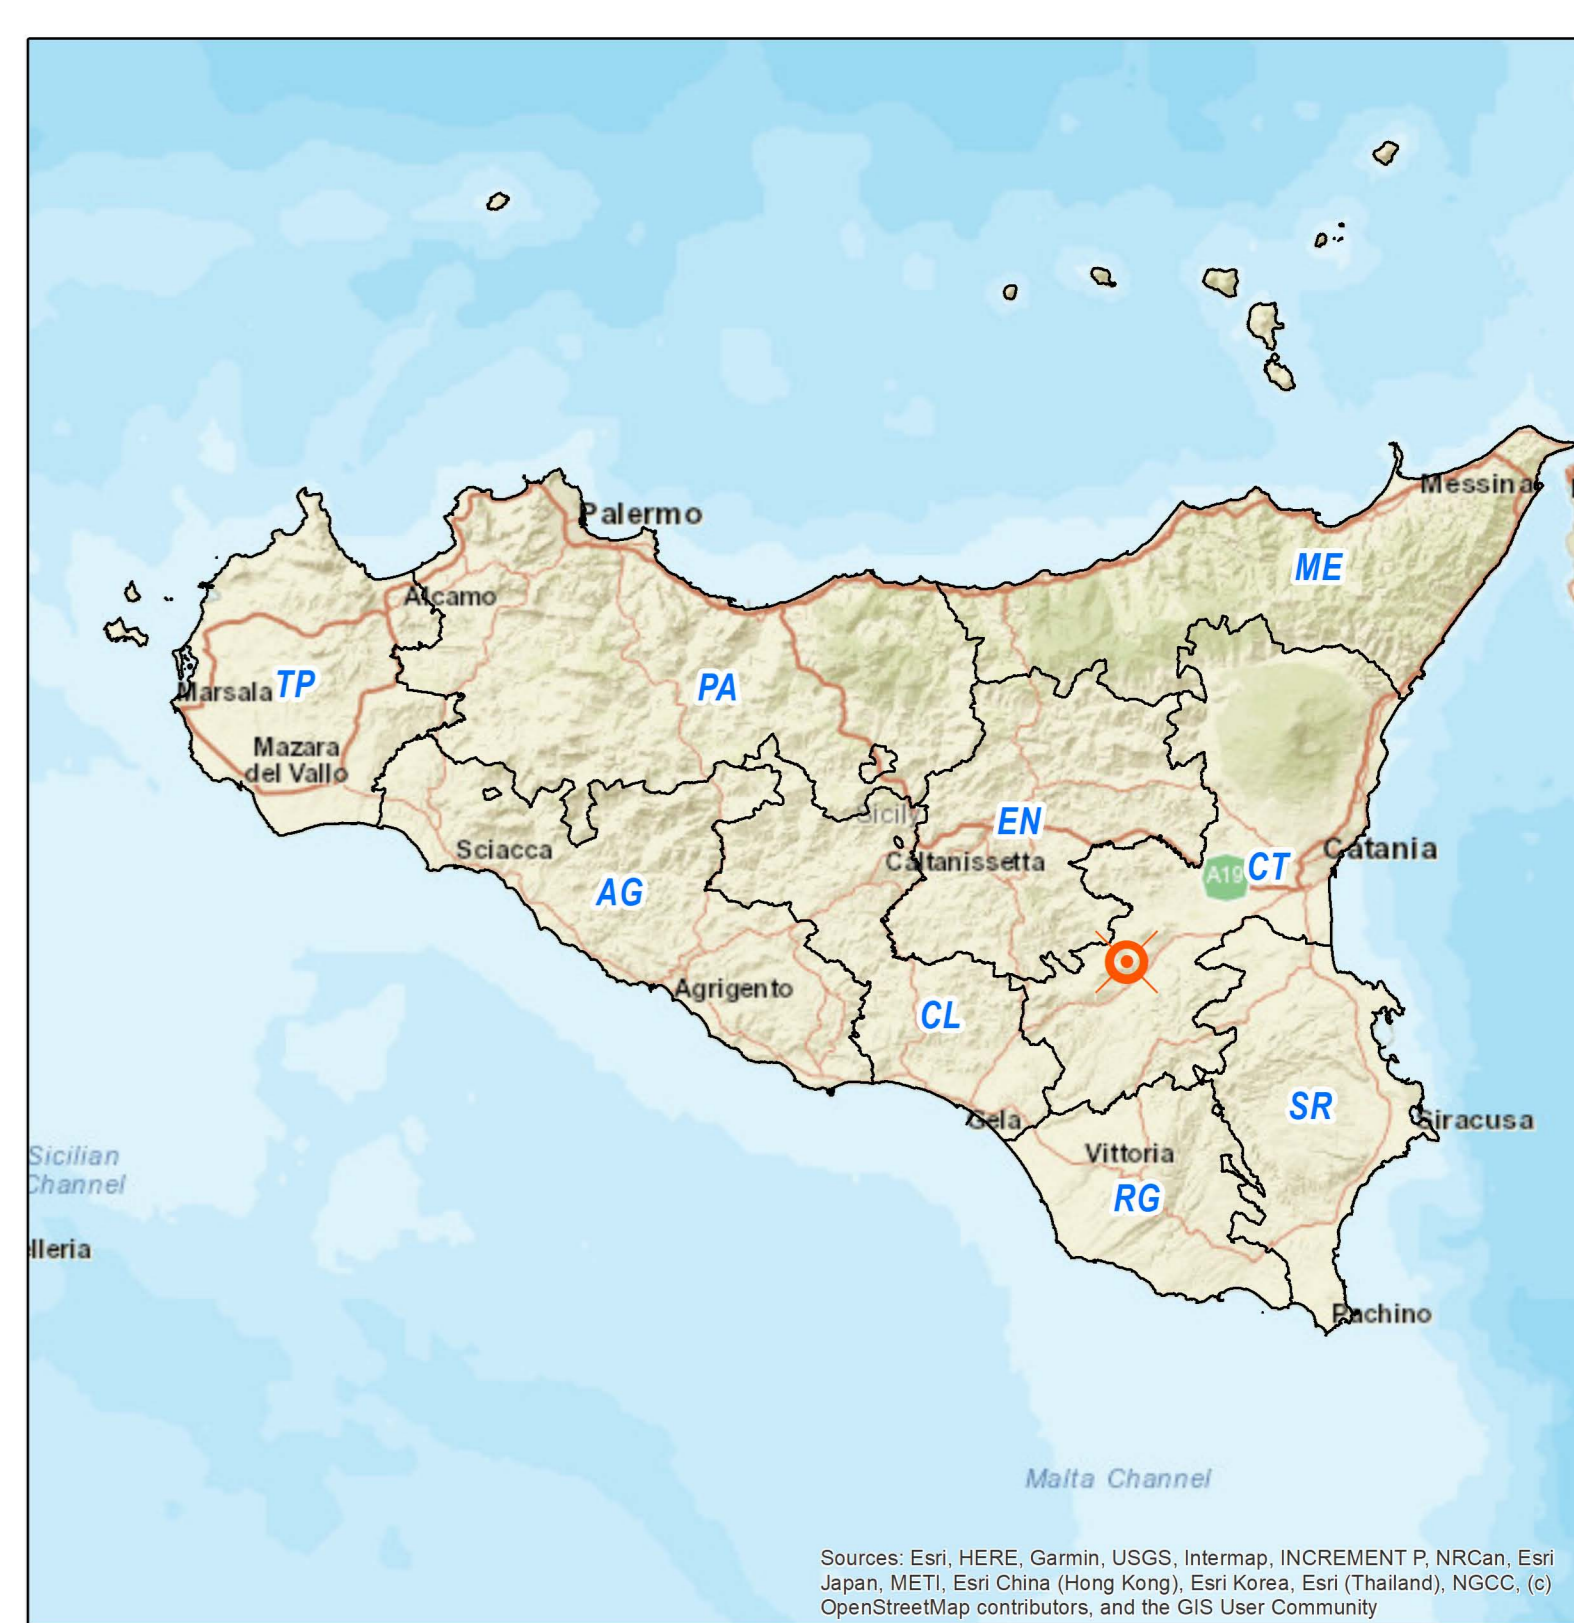 Palermo
Messina
ME
Alcamo
TP
Marsala
PA
Mazara
del Vallo
Sicily
EN
Sciacca
Caltanissetta
Catania
A19
CT
AG
Agrigento
CL
SR
Gela
Siracusa
Vittoria
Sicilian
Channel
RG
lleria
Pachino
Malta Channel
Sources: Esri, HERE, Garmin, USGS, Intermap, INCREMENT P, NRCan, Esri
Japan, METI, Esri China (Hong Kong), Esri Korea, Esri (Thailand), NGCC, (c)
OpenStreetMap contributors, and the GIS User Community